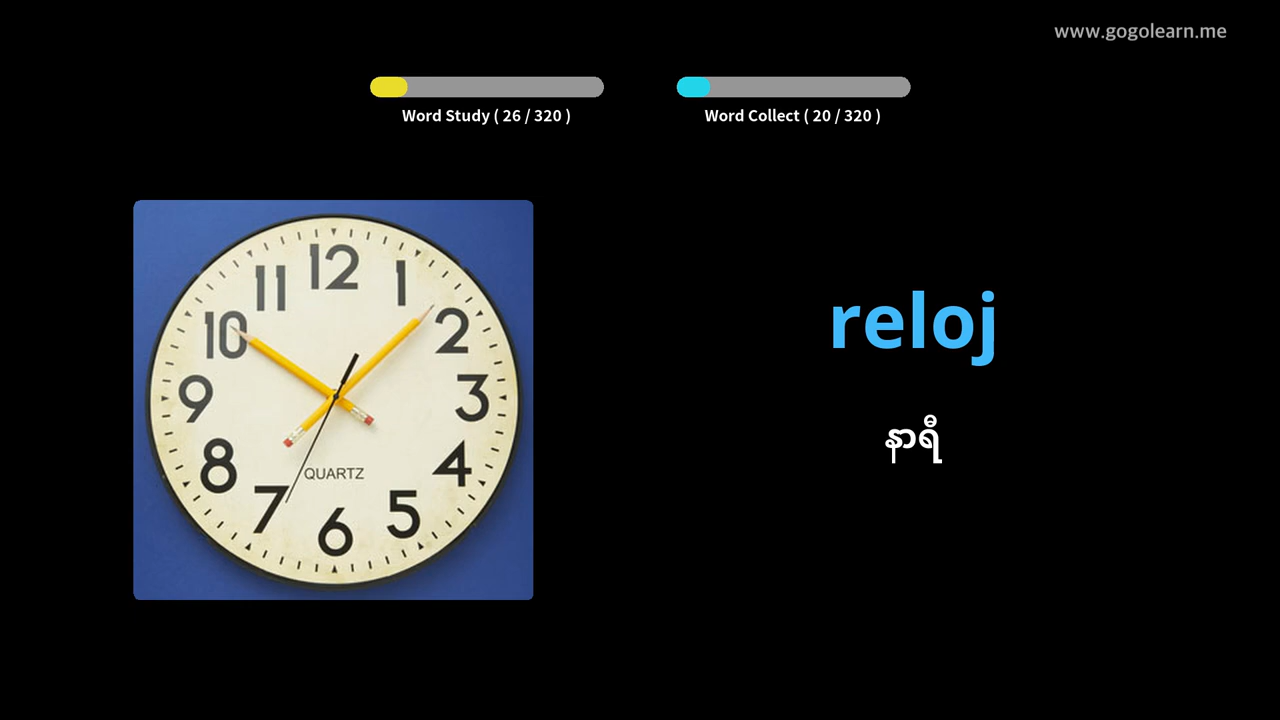 www.gogolearn.me
Word Study ( 26 / 320 )
Word Collect ( 20 / 320 )
12
11
1
10
2
9
3
8
4
QUARTZ
7
5
6
reloj
နာရီ